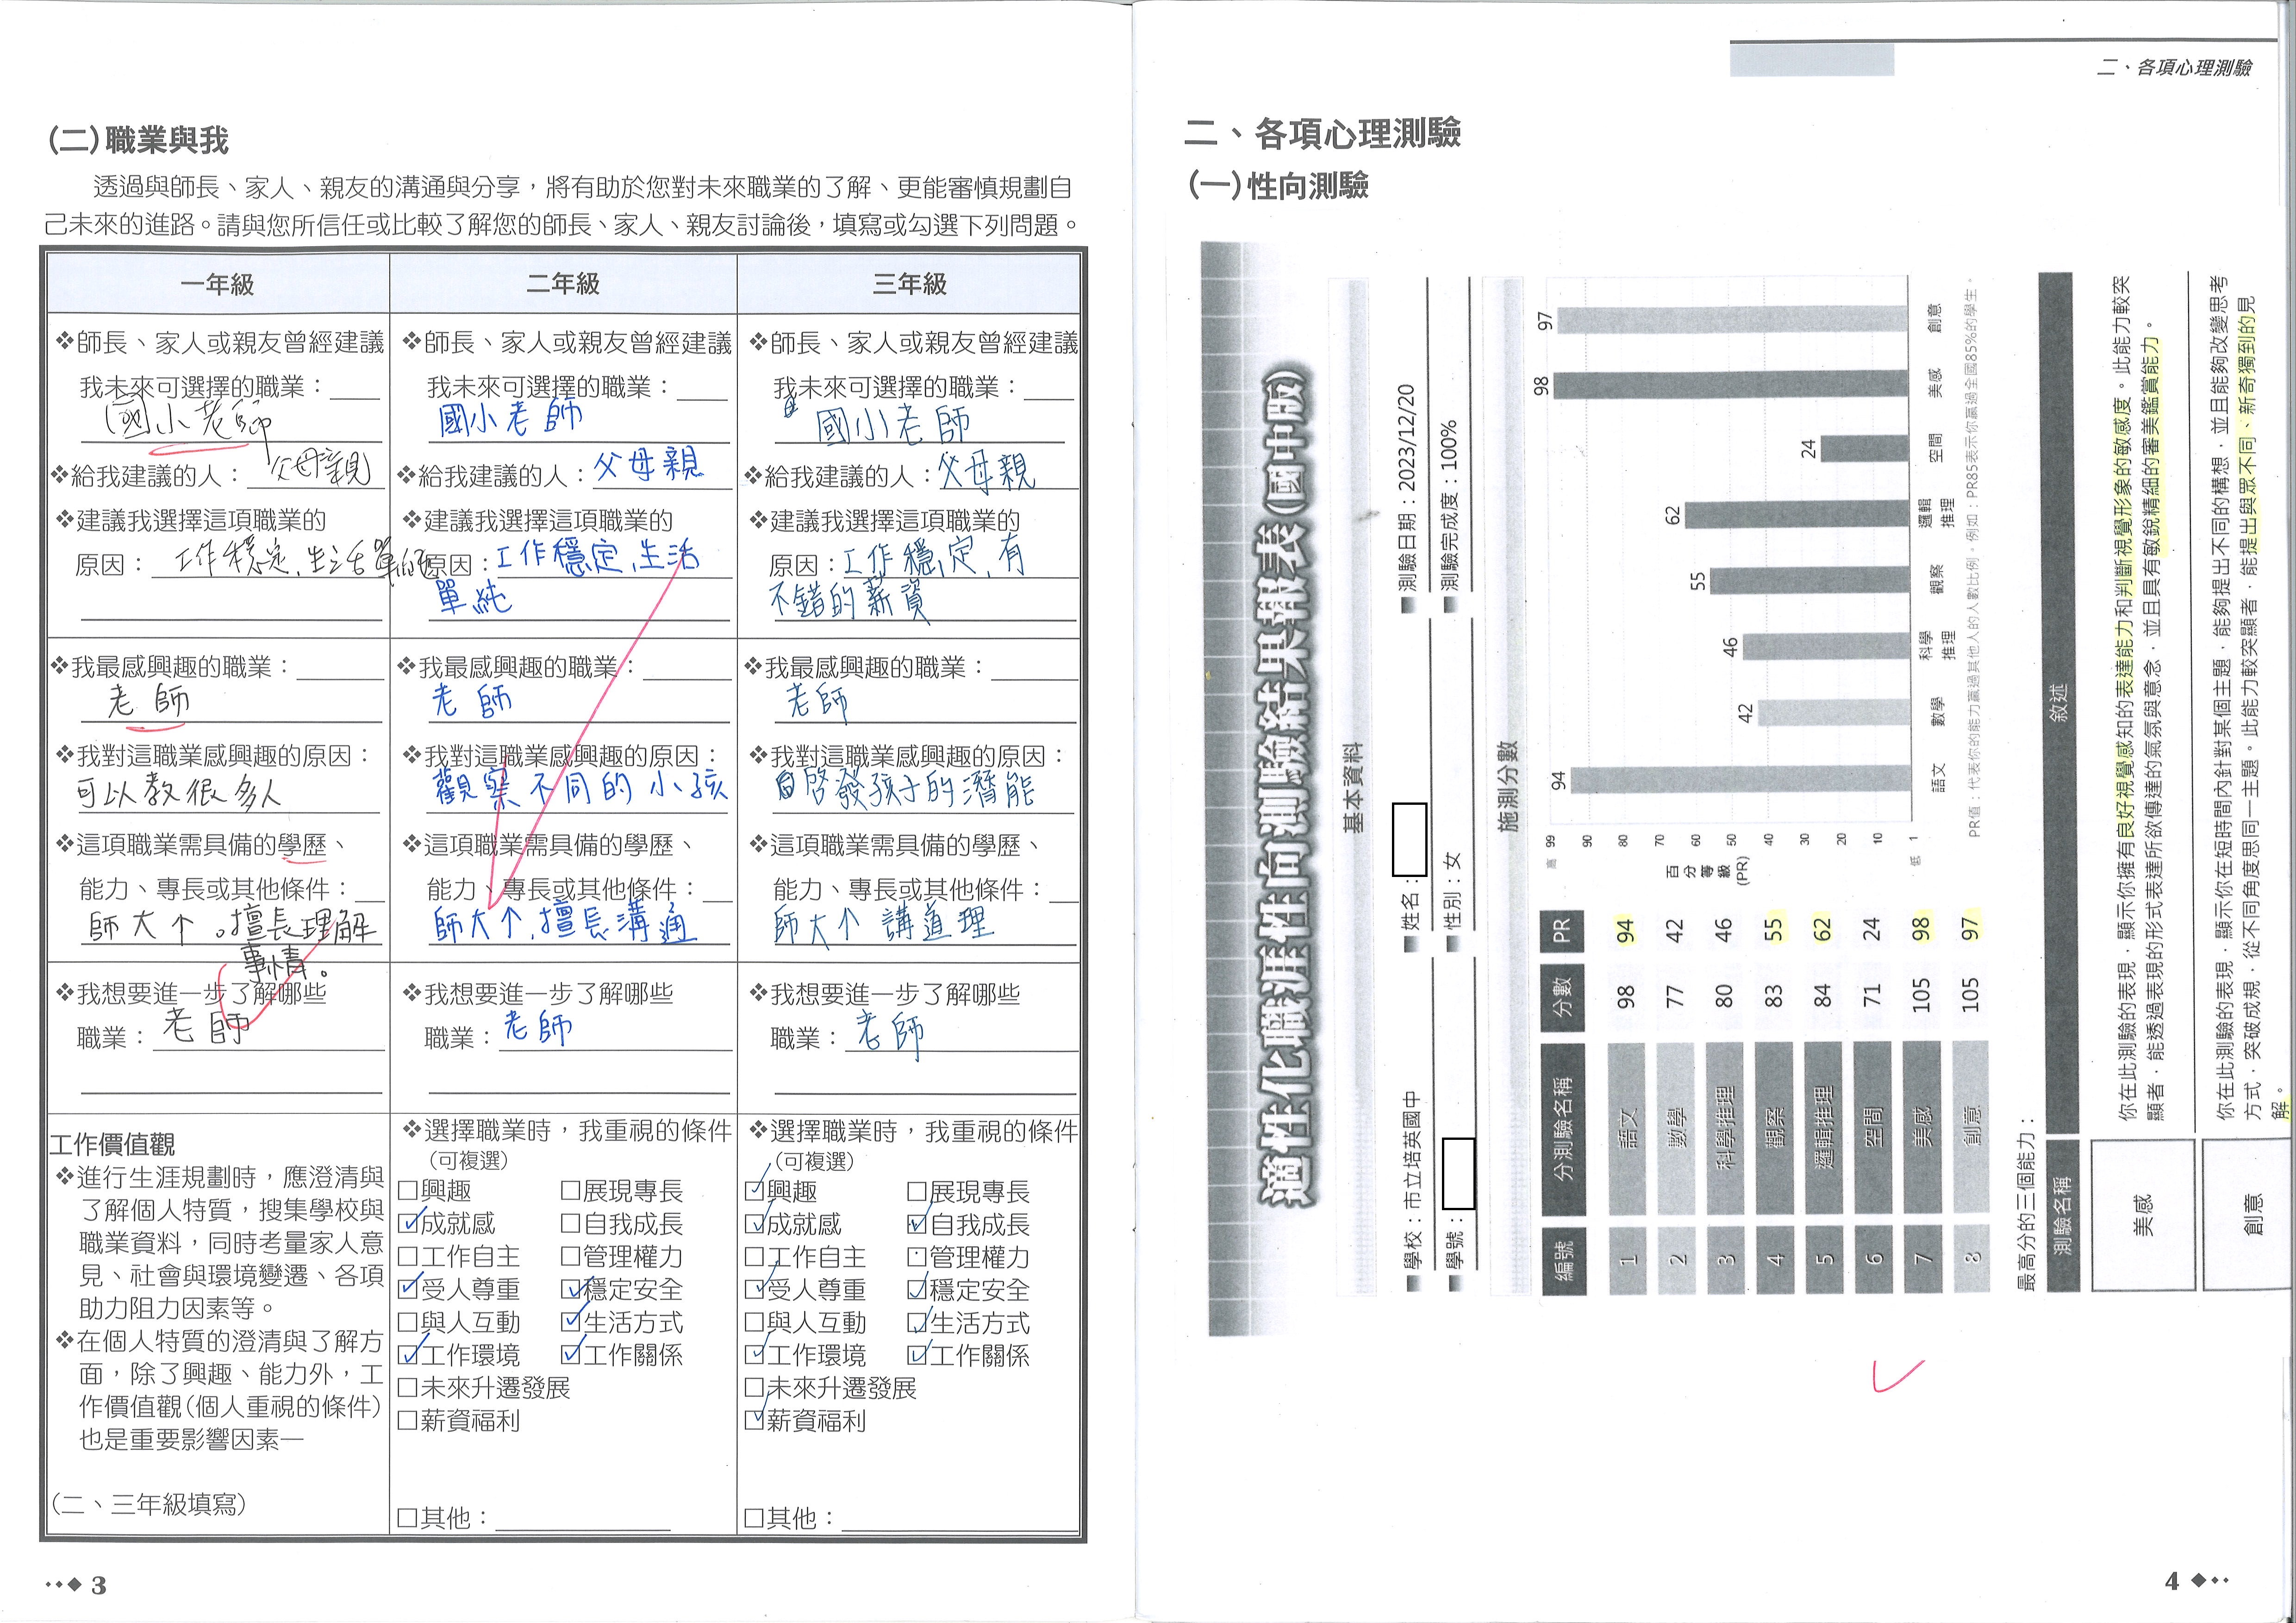 (二)職業與我
透過與師長、家人、親友的溝通與分享，將有助於您對未來職業的了解、更能審慎規劃自
己未來的進路。請與您所信任或比較了解您的師長、家人、親友討論後，填寫或勾選下列問題。
一年級
❖師長、家人或親友曾經建議
我未來可選擇的職業：
國小老師
❖給我建議的人：父母親
❖建議我選擇這項職業的
原因：工作穩定、生活單純
❖我最感興趣的職業：
老師
❖我對這職業感興趣的原因：
可以教很多人
❖這項職業需具備的學歷、
能力、專長或其他條件：
師大个。擅長理解
事情。
❖我想要進一步了解哪些
職業：老師
工作價值觀
❖進行生涯規劃時，應澄清與
了解個人特質，搜集學校與
職業資料，同時考量家人意
見、社會與環境變遷、各項
助力阻力因素等。
❖在個人特質的澄清與了解方
面，除了興趣、能力外，工
作價值觀(個人重視的條件)
也是重要影響因素一
(二、三年級填寫)
二年級
❖師長、家人或親友曾經建議
我未來可選擇的職業：
國小老師
❖給我建議的人：父母親
❖建議我選擇這項職業的
原因：工作穩定、生活
單純
❖我最感興趣的職業：
老師
❖我對這職業感興趣的原因：
觀察不同的小孩
❖這項職業需具備的學歷、
能力、專長或其他條件：
師大个、擅長溝通
❖我想要進一步了解哪些
職業：老師
❖選擇職業時，我重視的條件
(可複選)
□興趣 □展現專長
☑成就感 □自我成長
□工作自主 □管理權力
☑受人尊重 ☑穩定安全
□與人互動 ☑生活方式
☑工作環境 ☑工作關係
□未來升遷發展
□薪資福利
□其他：
三年級
❖師長、家人或親友曾經建議
我未來可選擇的職業：
國小老師
❖給我建議的人：父母親
❖建議我選擇這項職業的
原因：工作穩定、有
不錯的薪資
❖我最感興趣的職業：
老師
❖我對這職業感興趣的原因：
啓發孩子的潛能
❖這項職業需具備的學歷、
能力、專長或其他條件：
師大个 講道理
❖我想要進一步了解哪些
職業：老師
❖選擇職業時，我重視的條件
(可複選)
☑興趣 □展現專長
☑成就感 ☑自我成長
□工作自主 □管理權力
☑受人尊重 ☑穩定安全
□與人互動 ☑生活方式
☑工作環境 ☑工作關係
□未來升遷發展
☑薪資福利
□其他：
3
二、各項心理測驗
二、各項心理測驗
(一)性向測驗
適性化職涯性向測驗結果報表(國中版)
基本資料
學校：市立培英國中 姓名： 測驗日期：2023/12/20
學號： 性別：女 測驗完成度：100%
施測分數
編號 分測驗名稱 分數 PR
1 語文 98 94
2 數學 77 42
3 科學推理 80 46
4 觀察 83 55
5 邏輯推理 84 62
6 空間 71 24
7 美感 105 98
8 創意 105 97
高 99
90
80
70
60
50
40
30
20
10
低 1
百分等級(PR)
94 42 46 55 62 24 98 97
語文 數學 科學推理 觀察 邏輯推理 空間 美感 創意
PR值：代表你的能力贏過其他人的人數比例。例如：PR85表示你贏過全國85%的學生。
最高分的三個能力：
測驗名稱 敘述
美感
你在此測驗的表現，顯示你擁有良好視覺感知的表達能力和判斷視覺形象的敏感度。此能力較突
顯者，能透過表現的形式表達所欲傳達的氣氛與意念，並且具有敏銳精細的審美鑑賞能力。
創意
你在此測驗的表現，顯示你在短時間內針對某個主題，能夠提出不同的構想，並且能夠改變思考
方式，突破成規，從不同角度思同一主題。此能力較突顯者，能提出與眾不同、新奇獨到的見
解。
4